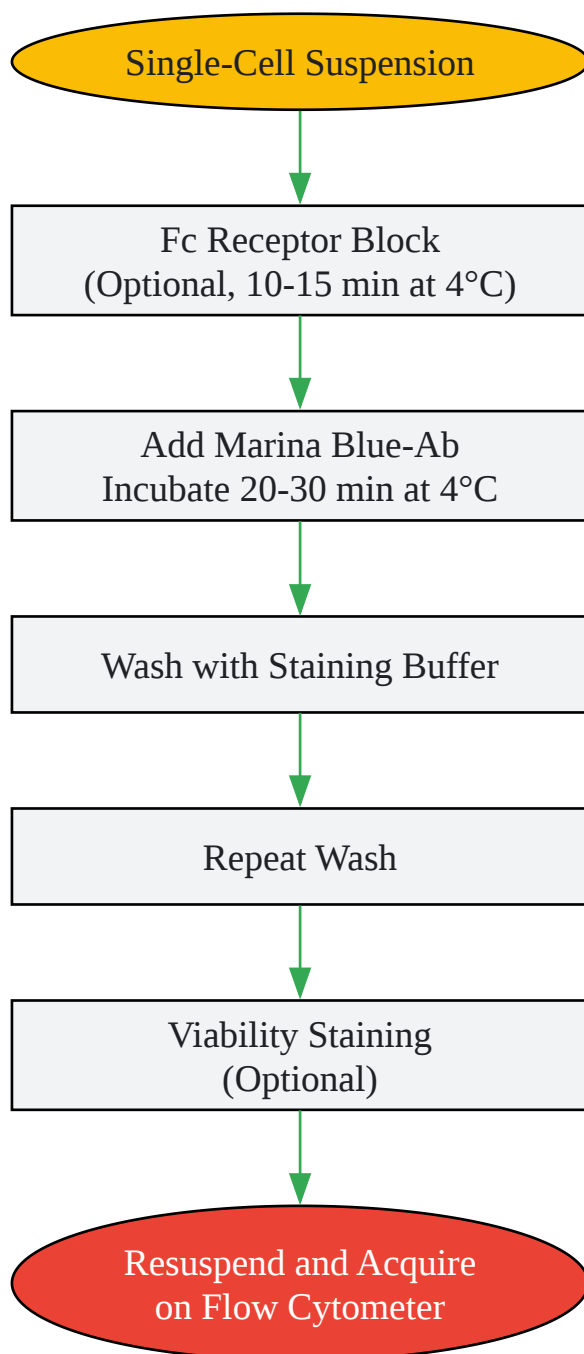 Single-Cell Suspension
Fc Receptor Block
(Optional, 10-15 min at 4°C)
Add Marina Blue-Ab
Incubate 20-30 min at 4°C
Wash with Staining Buffer
Repeat Wash
Viability Staining
(Optional)
Resuspend and Acquire
on Flow Cytometer